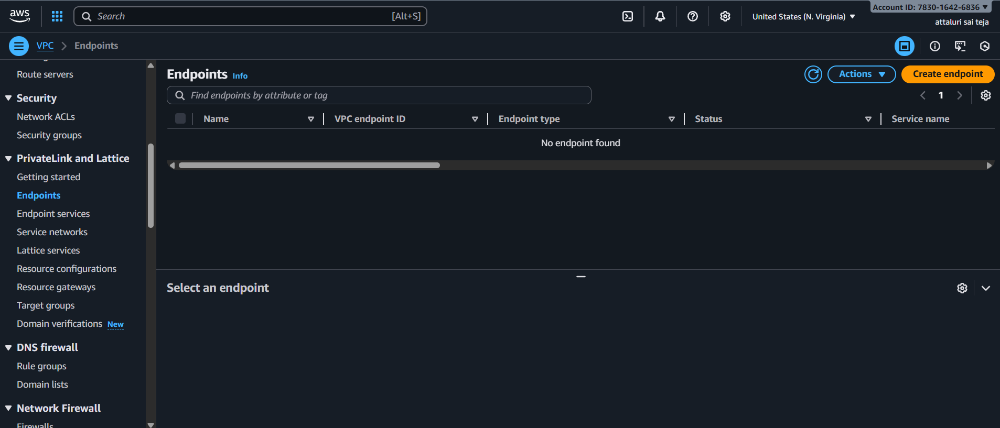 aws
Search [Alt+S]
United States (N. Virginia)
Account ID: 7830-1642-6836
attaluri sai teja
VPC
Endpoints
Route servers
Security
Network ACLs
Security groups
PrivateLink and Lattice
Getting started
Endpoints
Endpoint services
Service networks
Lattice services
Resource configurations
Resource gateways
Target groups
Domain verifications New
DNS firewall
Rule groups
Domain lists
Network Firewall
Firewalls
Endpoints Info
Actions
Create endpoint
Find endpoints by attribute or tag
1
Name VPC endpoint ID Endpoint type Status Service name
No endpoint found
Select an endpoint